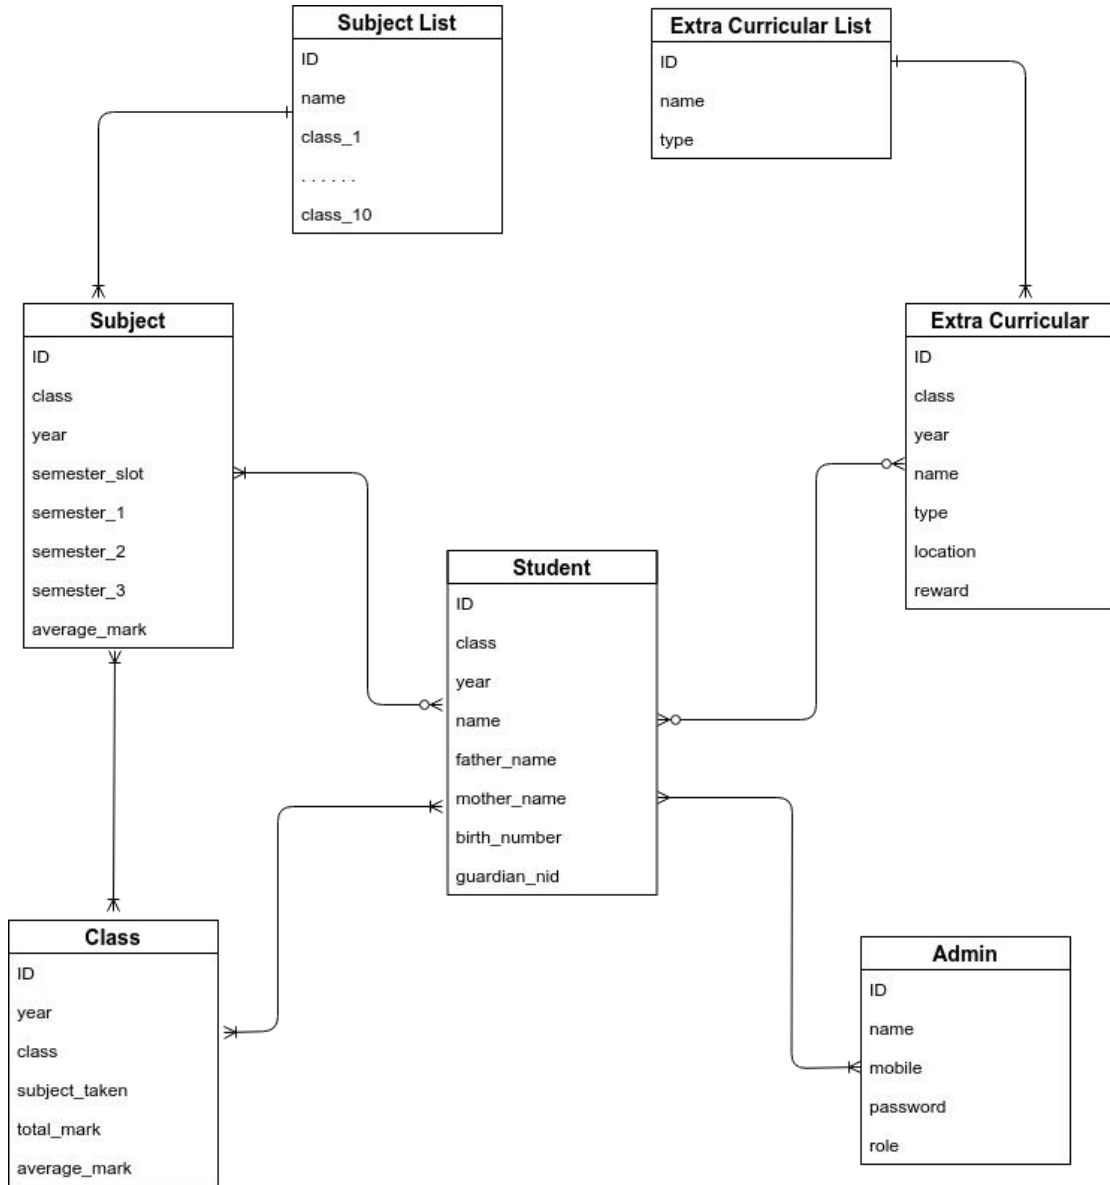 Subject List
ID
name
class_1
. . . . . .
class_10
Extra Curricular List
ID
name
type
Subject
ID
class
year
semester_slot
semester_1
semester_2
semester_3
average_mark
Extra Curricular
ID
class
year
name
type
location
reward
Student
ID
class
year
name
father_name
mother_name
birth_number
guardian_nid
Class
ID
year
class
subject_taken
total_mark
average_mark
Admin
ID
name
mobile
password
role